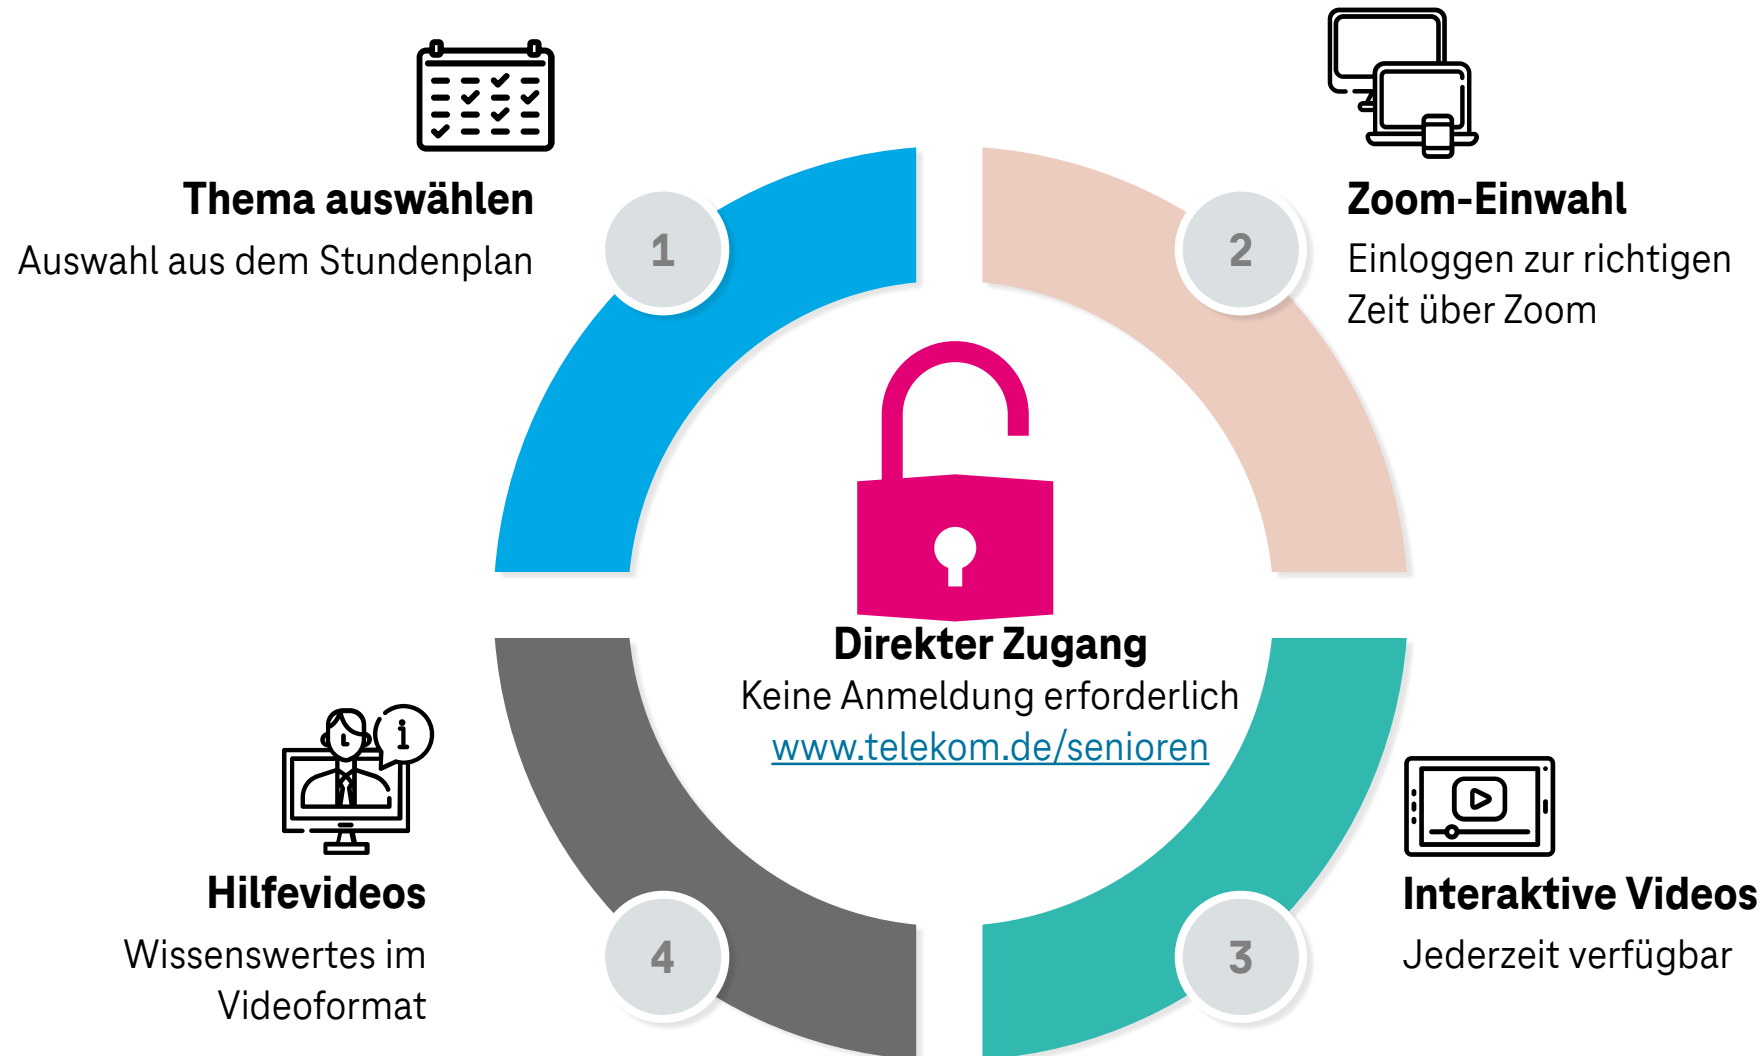 Thema auswählen
Auswahl aus dem Stundenplan
1
2
Zoom-Einwahl
Einloggen zur richtigen
Zeit über Zoom
Direkter Zugang
Keine Anmeldung erforderlich
www.telekom.de/senioren
3
Interaktive Videos
Jederzeit verfügbar
i
Hilfevideos
Wissenswertes im
Videoformat
4